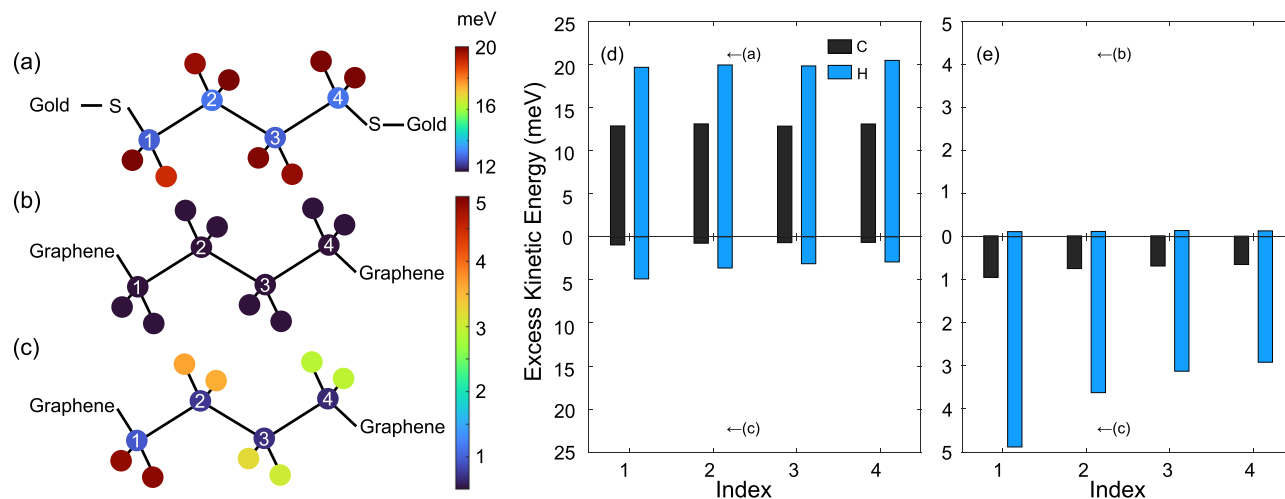 meV
(a)
Gold
S
1
2
3
4
S
Gold
20
16
12
(b)
Graphene
1
2
3
4
Graphene
5
4
3
2
1
(c)
Graphene
1
2
3
4
Graphene
(d)
←(a)
C
H
Excess Kinetic Energy (meV)
25
20
15
10
5
0
5
10
15
20
25
←(c)
1 2 3 4
Index
(e)
←(b)
5
4
3
2
1
0
1
2
3
4
5
←(c)
1 2 3 4
Index